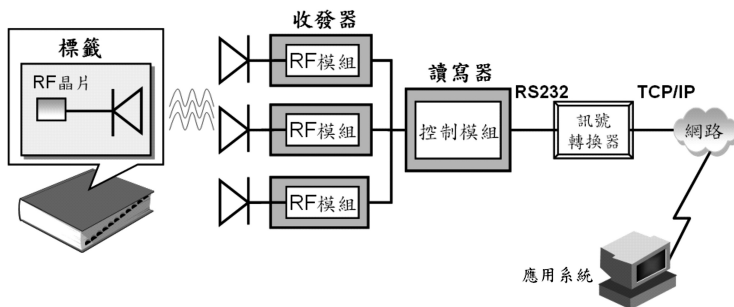 標籤
RF晶片
收發器
RF模組
RF模組
RF模組
讀寫器
控制模組
RS232
訊號
轉換器
TCP/IP
網路
應用系統